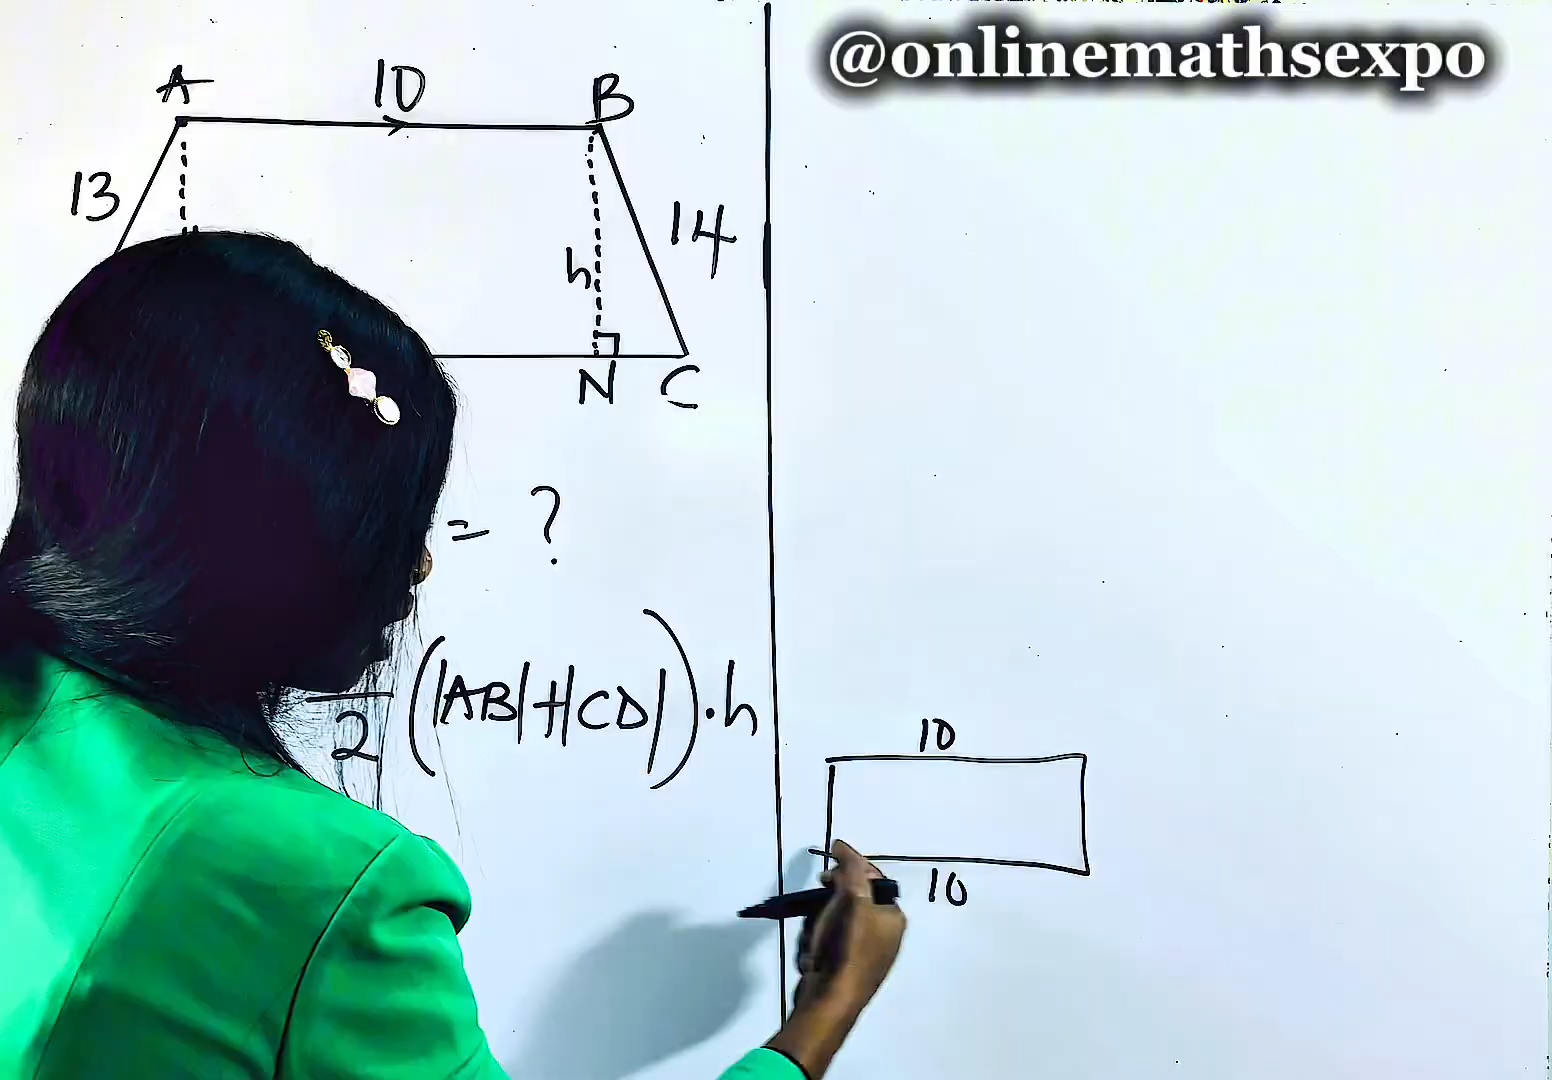 @onlinemathsexpo
A 10 B
13
14
h
N C
= ?
2 (|AB|+|CD|)·h
10
10